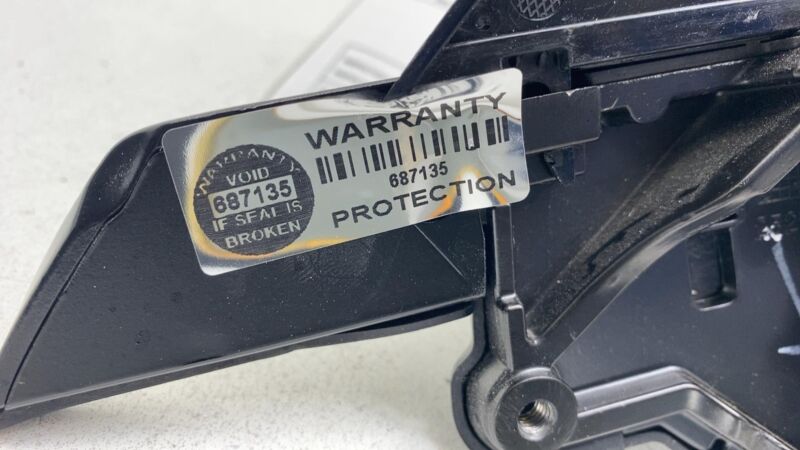 WARRANTY
VOID
687135
IF SEAL IS
BROKEN
WARRANTY
687135
PROTECTION